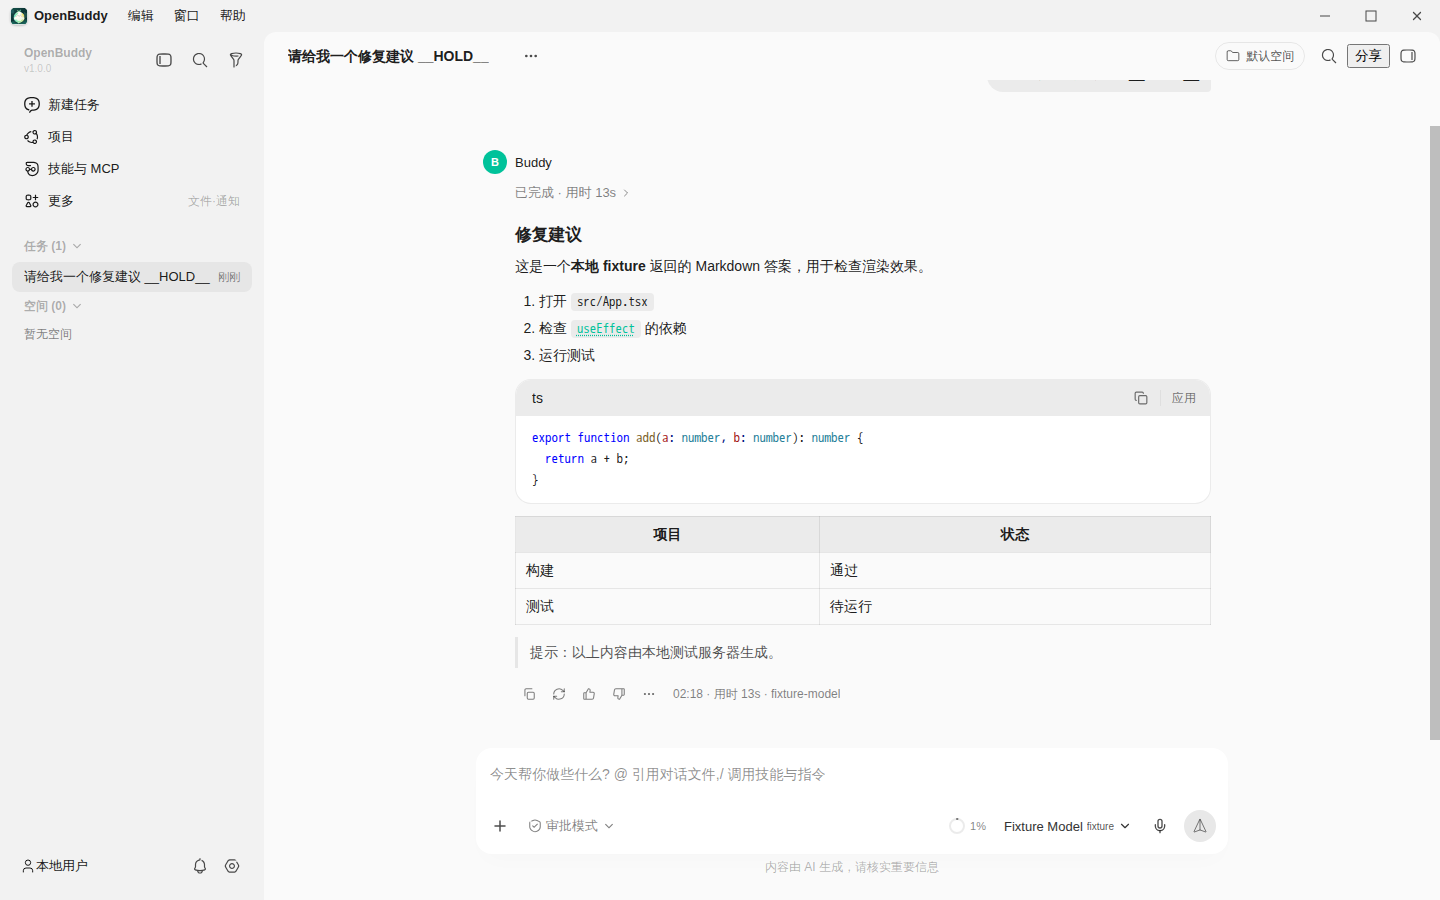 OpenBuddy 编辑 窗口 帮助
OpenBuddy
v1.0.0
新建任务
项目
技能与 MCP
更多 文件·通知
任务 (1)
请给我一个修复建议 __HOLD__ 刚刚
空间 (0)
暂无空间
本地用户
请给我一个修复建议 __HOLD__
默认空间
分享
B Buddy
已完成 · 用时 13s
修复建议
这是一个本地 fixture 返回的 Markdown 答案，用于检查渲染效果。
1. 打开 src/App.tsx
2. 检查 useEffect 的依赖
3. 运行测试
ts 应用
export function add(a: number, b: number): number {
  return a + b;
}
项目 状态
构建 通过
测试 待运行
提示：以上内容由本地测试服务器生成。
02:18 · 用时 13s · fixture-model
今天帮你做些什么? @ 引用对话文件,/ 调用技能与指令
审批模式 1% Fixture Model fixture
内容由 AI 生成，请核实重要信息